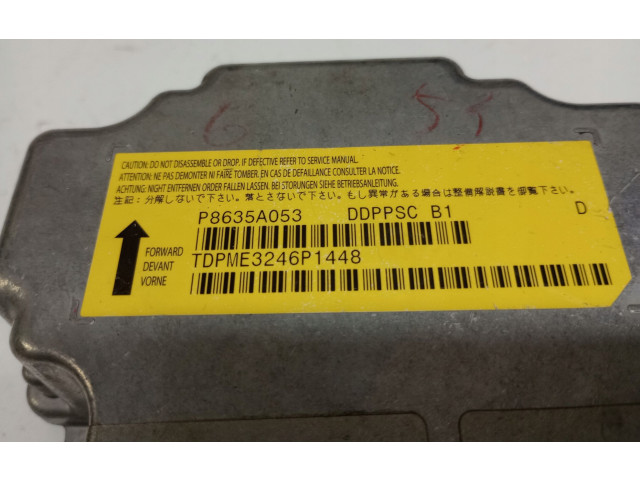 G 53
CAUTION: DO NOT DISASSEMBLE OR DROP. IF DEFECTIVE REFER TO SERVICE MANUAL.
ATTENTION: NE PAS DEMONTER NI FAIRE TOMBER. EN CAS DE DEFAILLANCE CONSULTER LA NOTICE.
ACHTUNG: NIGHT ENTFERNEN ORDER FALLEN LASSEN. BEI STORUNGEN SIEHE BETRIEBSANLEITUNG.
注記: 分解しないで下さい。落とさないで下さい。もし異常がある場合は整備解説書を御覧下さい。
P8635A053 DDPPSC B1 D
FORWARD
DEVANT
VORNE
TDPME3246P1448